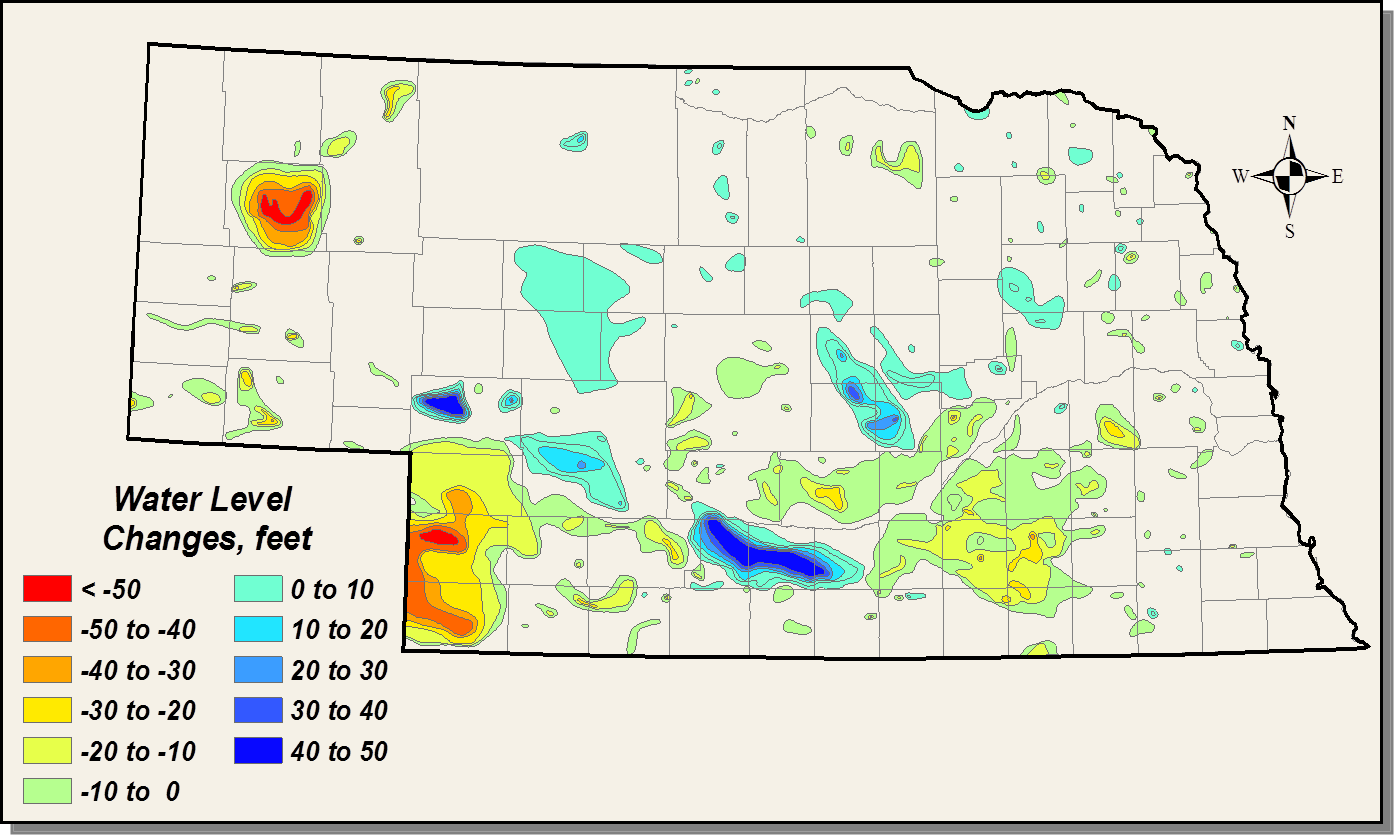 N
W E
S
Water Level
Changes, feet
< -50
-50 to -40
-40 to -30
-30 to -20
-20 to -10
-10 to 0
0 to 10
10 to 20
20 to 30
30 to 40
40 to 50